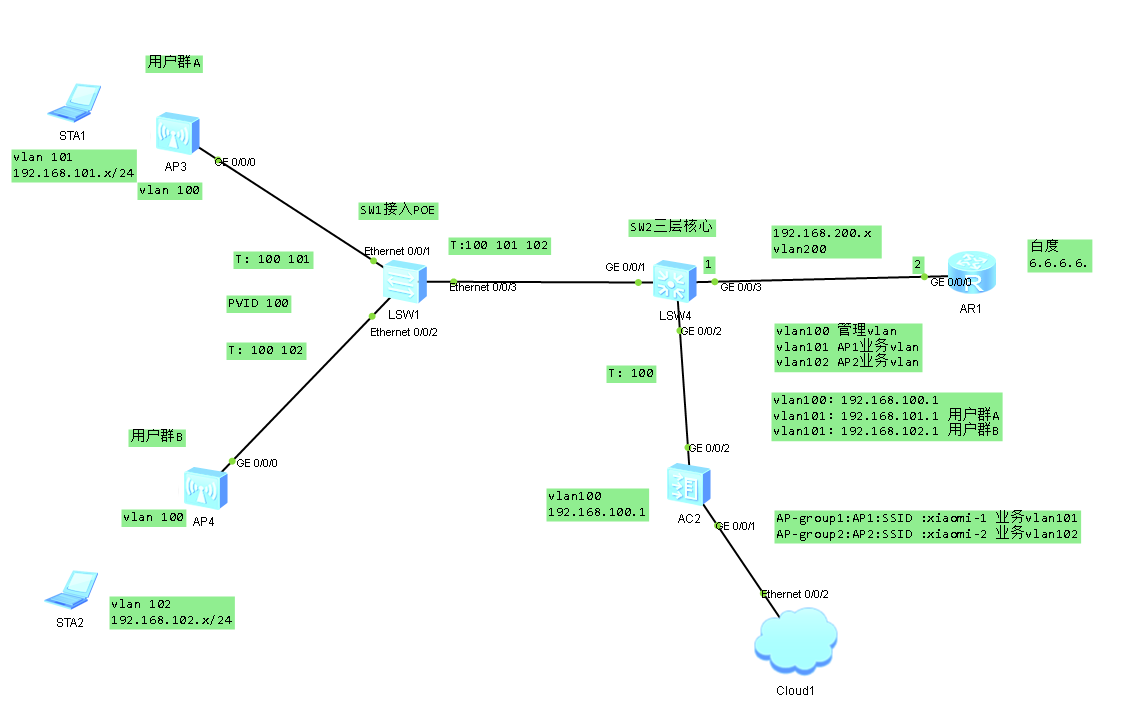 用户群A
STA1
vlan 101
192.168.101.x/24
AP3
GE 0/0/0
vlan 100
SW1接入POE
Ethernet 0/0/1
T:100 101 102
T: 100 101
PVID 100
Ethernet 0/0/3
LSW1
Ethernet 0/0/2
T: 100 102
SW2三层核心
GE 0/0/1
1
GE 0/0/3
LSW4
GE 0/0/2
192.168.200.x
vlan200
2
GE 0/0/0
AR1
白度
6.6.6.6.
vlan100 管理vlan
vlan101 AP1业务vlan
vlan102 AP2业务vlan
T: 100
vlan100: 192.168.100.1
vlan101: 192.168.101.1 用户群A
vlan101: 192.168.102.1 用户群B
用户群B
GE 0/0/0
AP4
vlan 100
GE 0/0/2
vlan100
192.168.100.1
AC2
GE 0/0/1
AP-group1:AP1:SSID :xiaomi-1 业务vlan101
AP-group2:AP2:SSID :xiaomi-2 业务vlan102
STA2
vlan 102
192.168.102.x/24
Ethernet 0/0/2
Cloud1